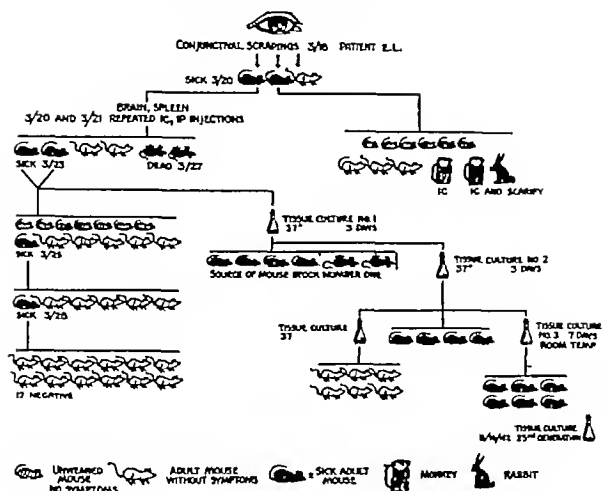 CONJUNCTIVAL SCRAPINGS 3/18 PATIENT E.L.
SICK 3/20
BRAIN, SPLEEN
3/20 AND 3/21 REPEATED IC, IP INJECTIONS
SICK 3/23
DEAD 3/27
IC
IC AND SCARIFY
TISSUE CULTURE NO. 1
37° 3 DAYS
SICK 3/25
SOURCE OF MOUSE STOCK NUMBER ONE
TISSUE CULTURE NO 2
37° 3 DAYS
SICK 3/28
TISSUE CULTURE
37
TISSUE CULTURE
NO. 3 7 DAYS
ROOM TEMP
12 NEGATIVE
TISSUE CULTURE
23RD GENERATION
UNWEANED
MOUSE
NO SYMPTOMS
ADULT MOUSE
WITHOUT SYMPTOMS
= SICK ADULT
MOUSE
MONKEY
RABBIT